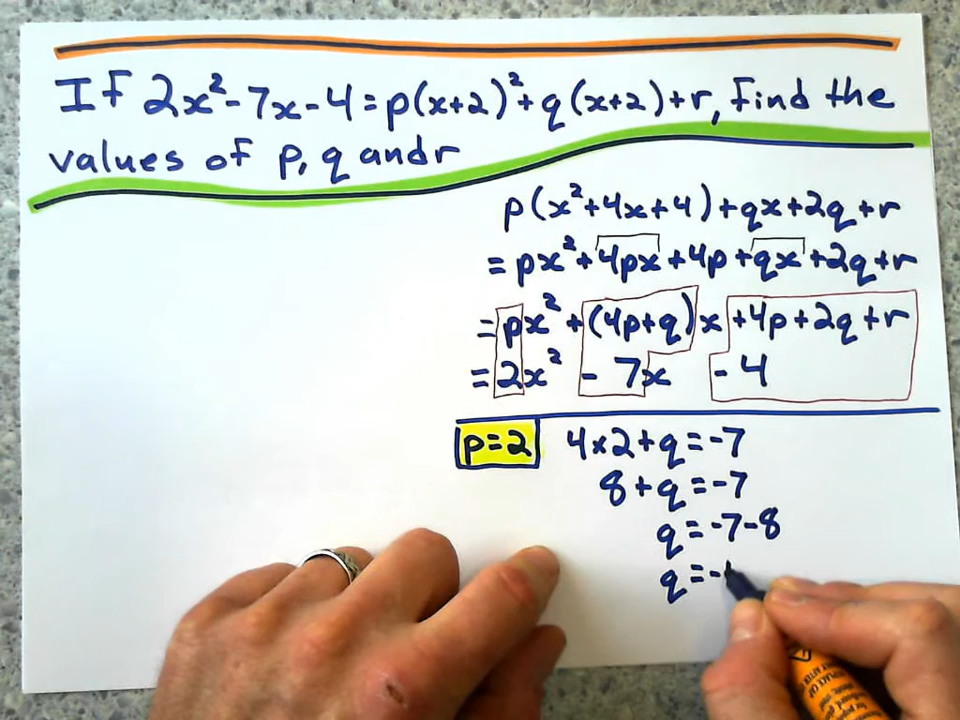 If 2x²-7x-4=p(x+2)²+q(x+2)+r, find the
values of p, q and r
p(x²+4x+4)+qx+2q+r
=px²+4px+4p+qx+2q+r
=px²+(4p+q)x+4p+2q+r
=2x² - 7x - 4
p=2 4×2+q=-7
8+q=-7
q=-7-8
q=-